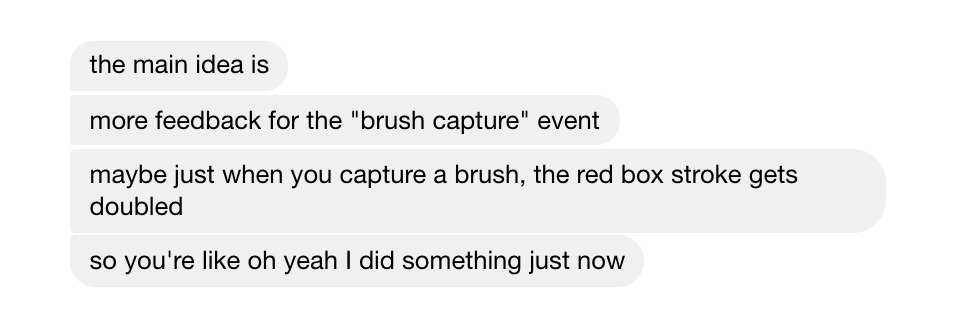 the main idea is
more feedback for the "brush capture" event
maybe just when you capture a brush, the red box stroke gets
doubled
so you're like oh yeah I did something just now